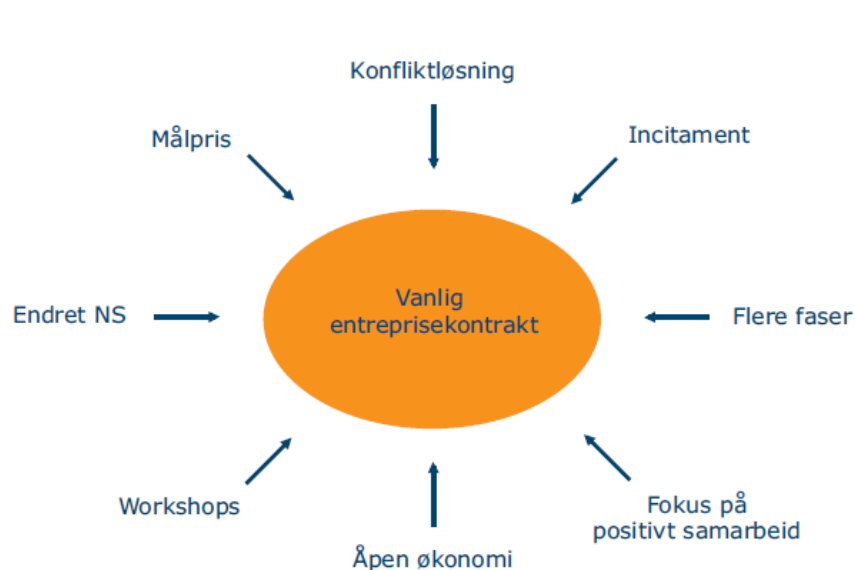 Konfliktløsning
Målpris
Incitament
Vanlig
entreprisekontrakt
Endret NS
Flere faser
Workshops
Fokus på
positivt samarbeid
Åpen økonomi